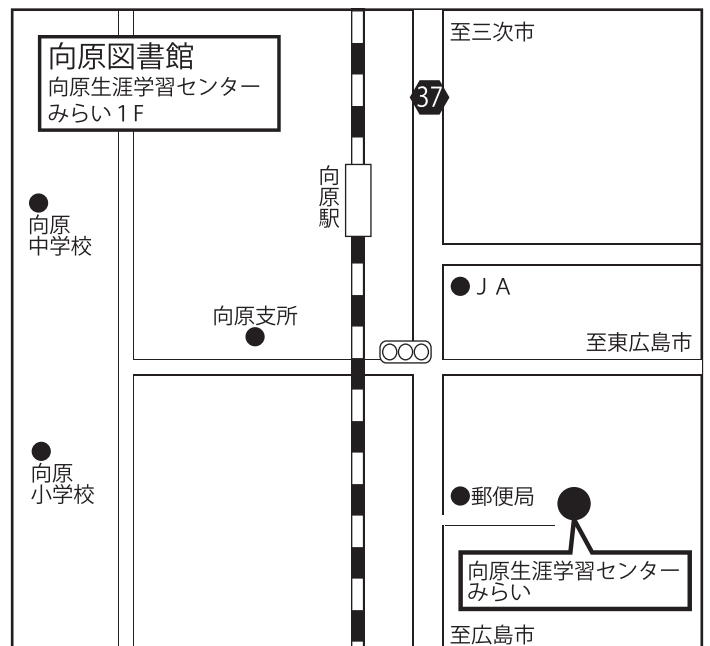 向原図書館
向原生涯学習センター
みらい1F
至三次市
37
向原駅
向原
中学校
JA
向原支所
至東広島市
向原
小学校
郵便局
向原生涯学習センター
みらい
至広島市